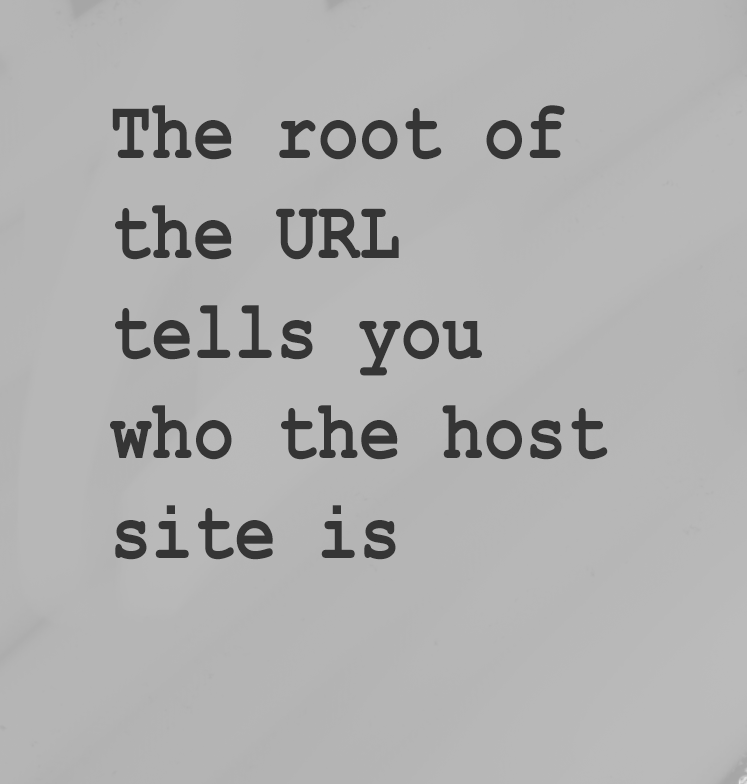 The root of
the URL
tells you
who the host
site is